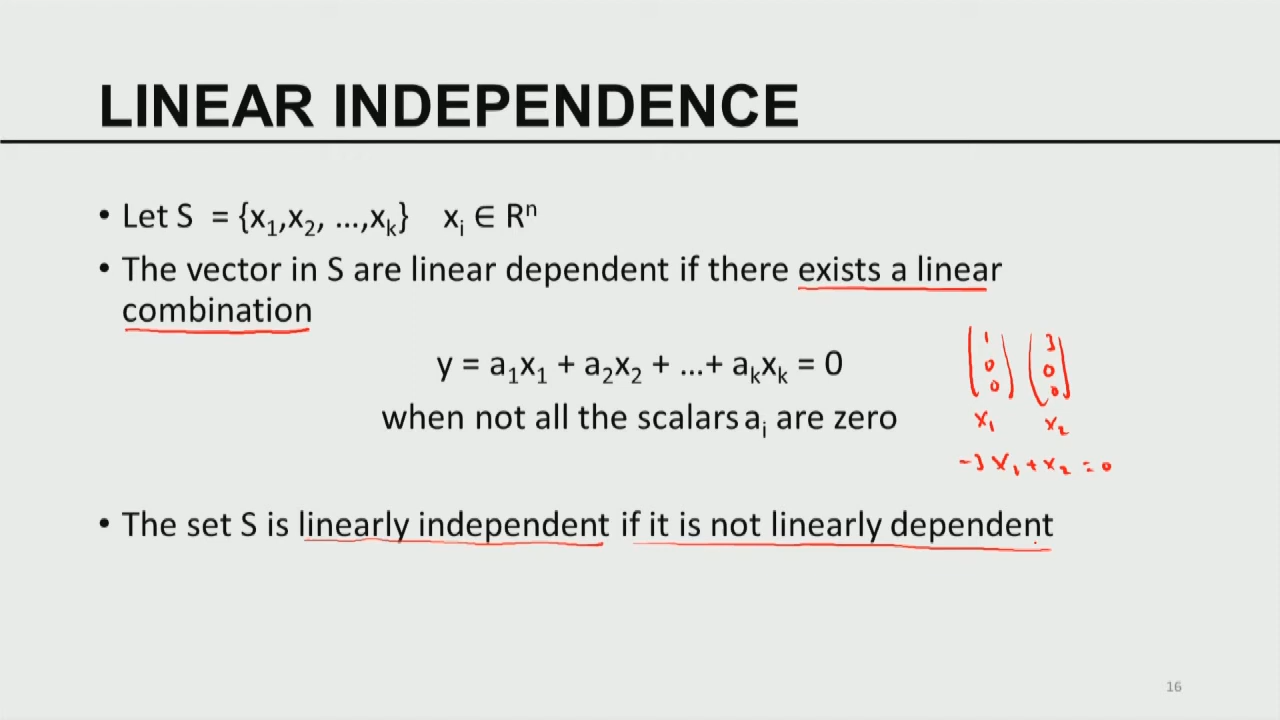 LINEAR INDEPENDENCE
• Let S = {x₁,x₂, ...,xₖ} xᵢ ∈ Rⁿ
• The vector in S are linear dependent if there exists a linear
combination
y = a₁x₁ + a₂x₂ + ...+ aₖxₖ = 0
when not all the scalars aᵢ are zero
1 3
0 0
0 0
x₁ x₂
-3 x₁ + x₂ = 0
• The set S is linearly independent if it is not linearly dependent
16